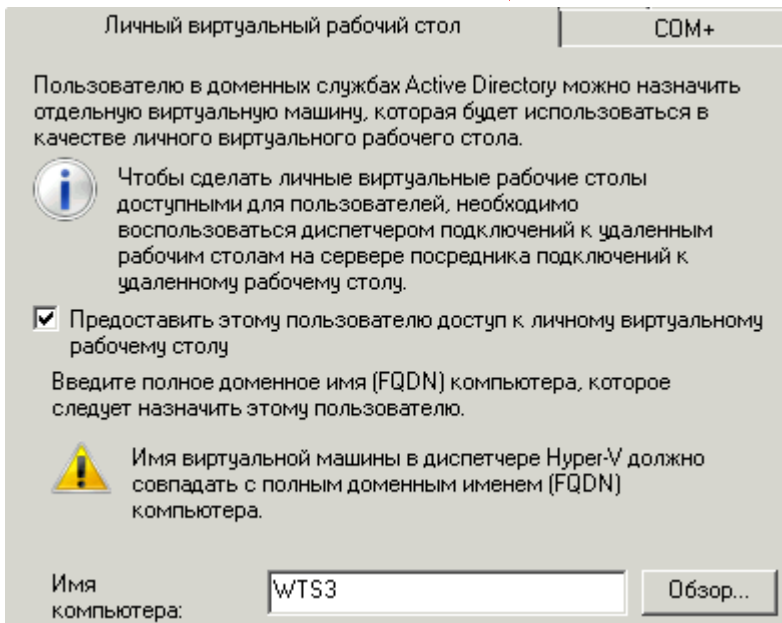 Личный виртуальный рабочий стол
COM+
Пользователю в доменных службах Active Directory можно назначить
отдельную виртуальную машину, которая будет использоваться в
качестве личного виртуального рабочего стола.
Чтобы сделать личные виртуальные рабочие столы
доступными для пользователей, необходимо
воспользоваться диспетчером подключений к удаленным
рабочим столам на сервере посредника подключений к
удаленному рабочему столу.
Предоставить этому пользователю доступ к личному виртуальному
рабочему столу
Введите полное доменное имя (FQDN) компьютера, которое
следует назначить этому пользователю.
Имя виртуальной машины в диспетчере Hyper-V должно
совпадать с полным доменным именем (FQDN)
компьютера.
Имя
компьютера:
WTS3
Обзор...